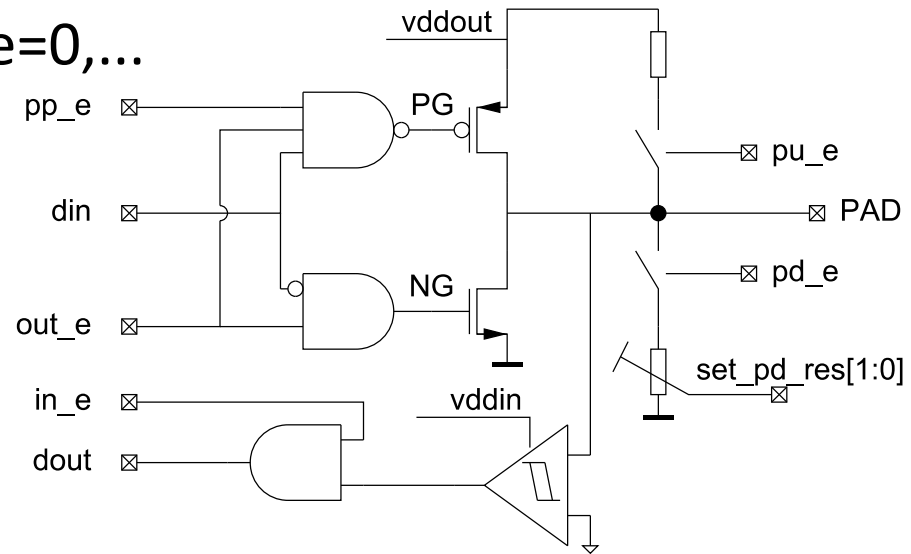 e=0,...
vddout
pp_e
PG
pu_e
din
PAD
NG
pd_e
out_e
set_pd_res[1:0]
in_e
vddin
dout